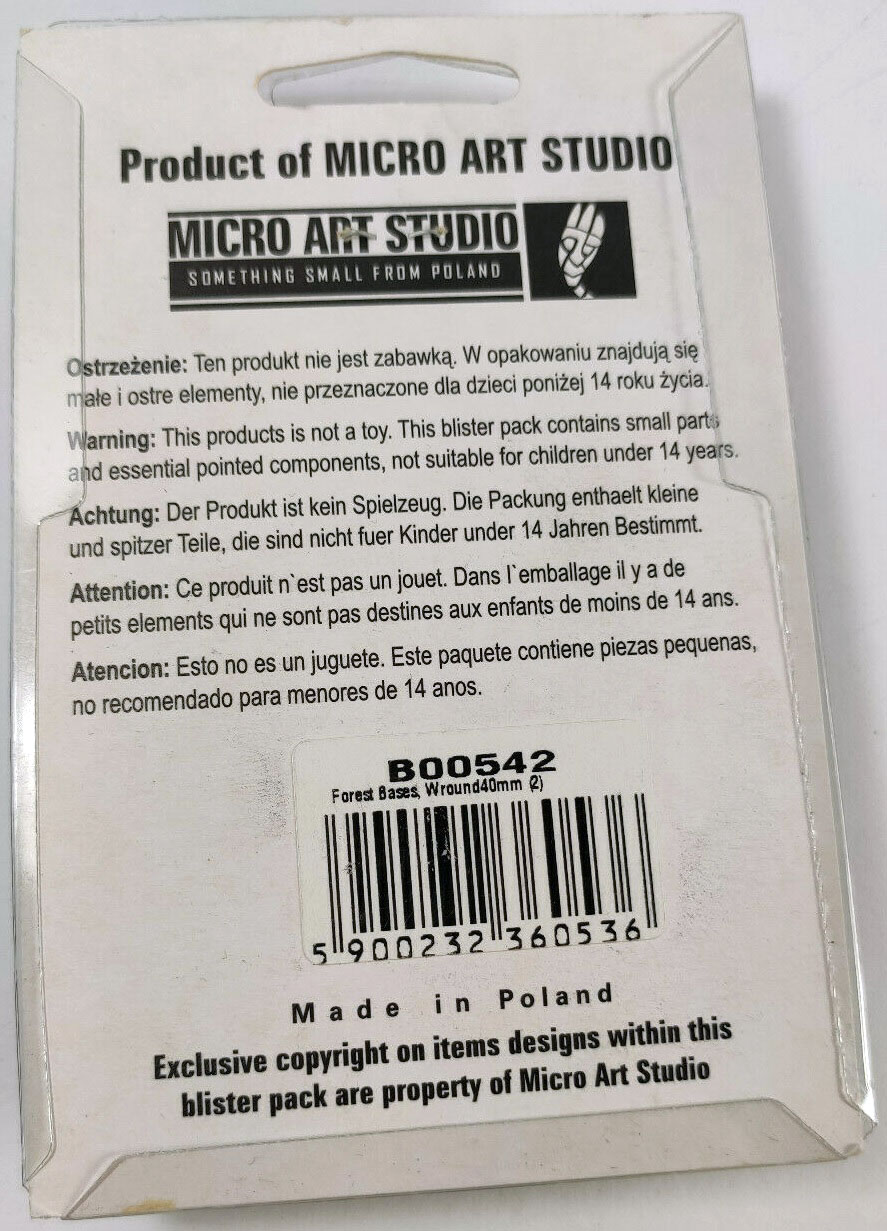 Product of MICRO ART STUDIO
MICRO ART STUDIO
SOMETHING SMALL FROM POLAND
Ostrzeżenie: Ten produkt nie jest zabawką. W opakowaniu znajdują się
małe i ostre elementy, nie przeznaczone dla dzieci poniżej 14 roku życia.
Warning: This products is not a toy. This blister pack contains small parts
and essential pointed components, not suitable for children under 14 years.
Achtung: Der Produkt ist kein Spielzeug. Die Packung enthaelt kleine
und spitzer Teile, die sind nicht fuer Kinder under 14 Jahren Bestimmt.
Attention: Ce produit n`est pas un jouet. Dans l`emballage il y a de
petits elements qui ne sont pas destines aux enfants de moins de 14 ans.
Atencion: Esto no es un juguete. Este paquete contiene piezas pequenas,
no recomendado para menores de 14 anos.
B00542
Forest Bases, Wround40mm (2)
5 900232 360536
Made in Poland
Exclusive copyright on items designs within this
blister pack are property of Micro Art Studio